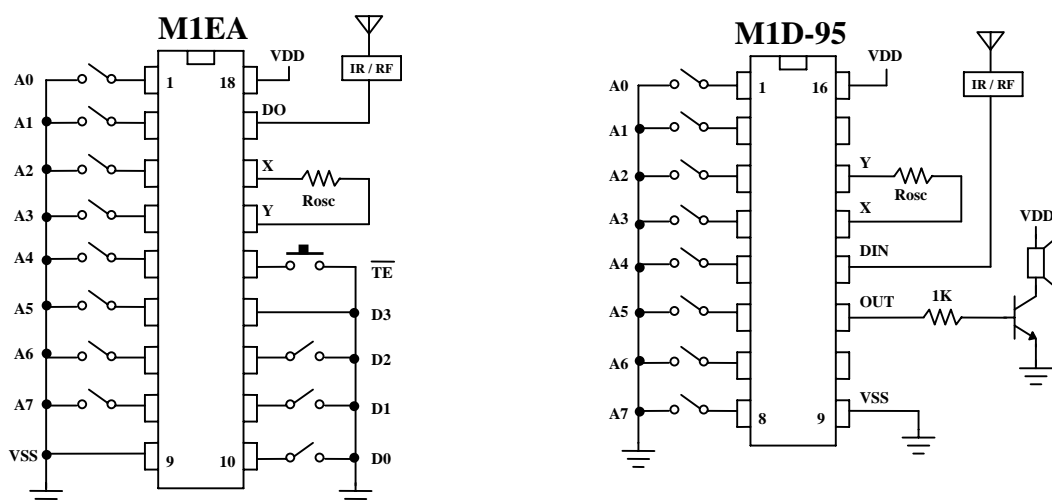 M1EA
VDD
IR / RF
A0
1
18
DO
A1
X
A2
Rosc
Y
A3
A4
TE
A5
D3
A6
D2
A7
D1
VSS
9
10
D0
M1D-95
VDD
IR / RF
A0
1
16
A1
Y
A2
Rosc
X
A3
VDD
DIN
A4
OUT
1K
A5
A6
VSS
A7
8
9